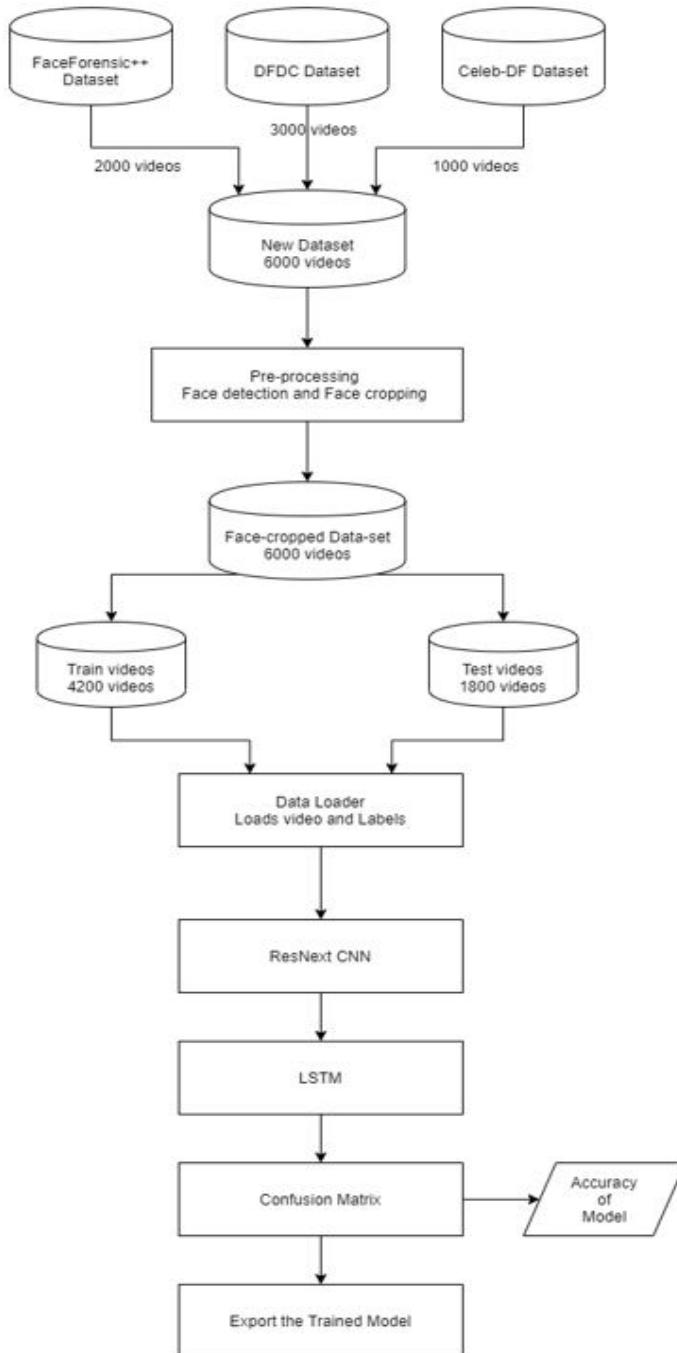 FaceForensic++
Dataset
DFDC Dataset
Celeb-DF Dataset
3000 videos
2000 videos
1000 videos
New Dataset
6000 videos
Pre-processing
Face detection and Face cropping
Face-cropped Data-set
6000 videos
Train videos
4200 videos
Test videos
1800 videos
Data Loader
Loads video and Labels
ResNext CNN
LSTM
Confusion Matrix
Accuracy
of
Model
Export the Trained Model